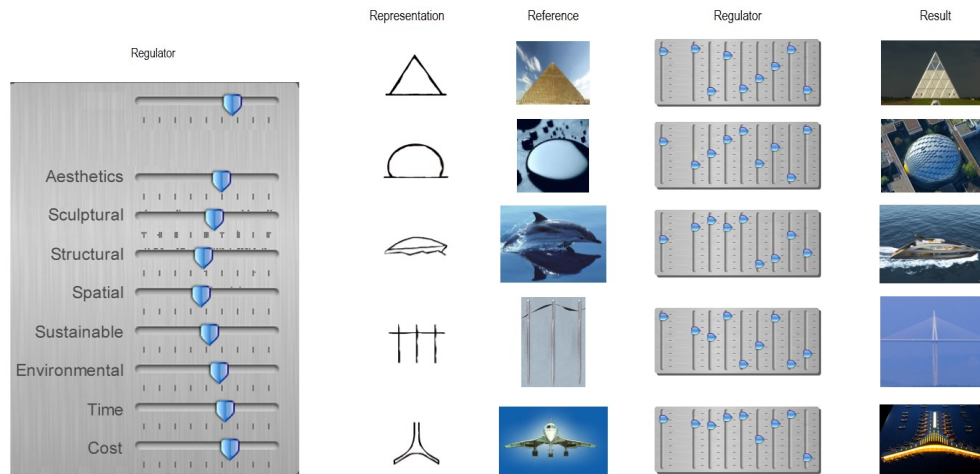 Representation
Reference
Regulator
Result
Regulator
Aesthetics
Sculptural
Structural
Spatial
Sustainable
Environmental
Time
Cost